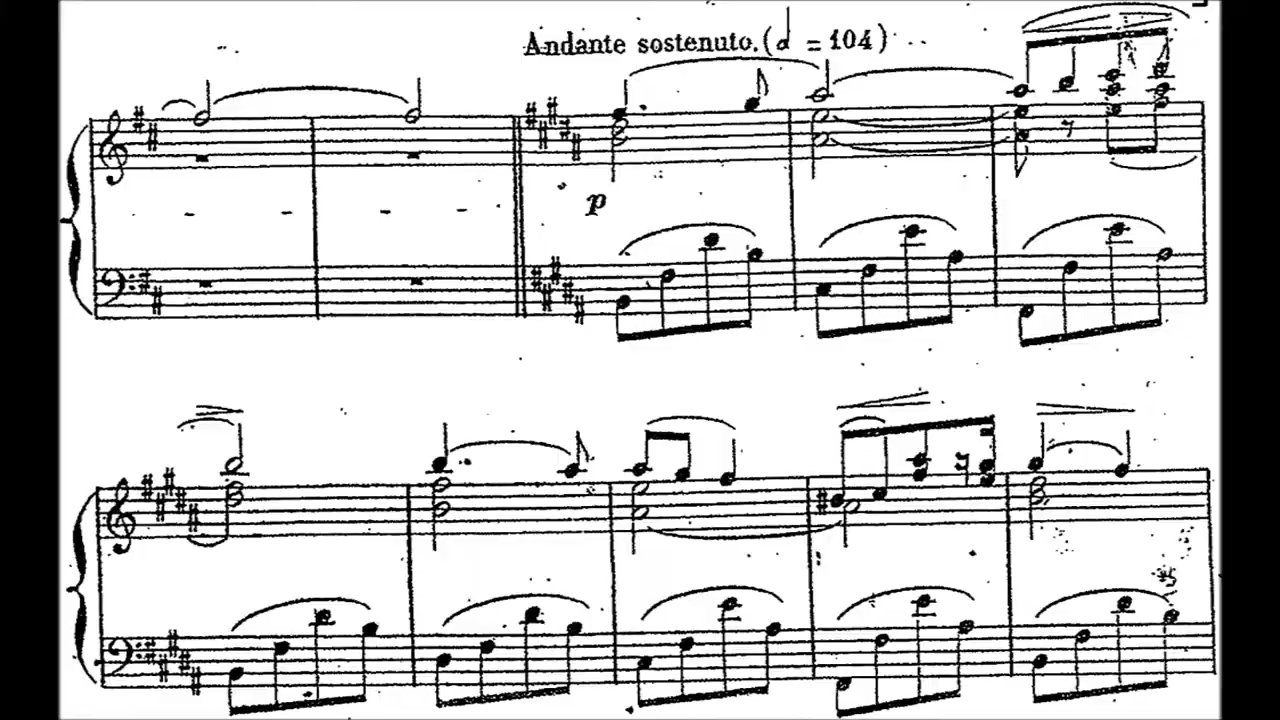 Andante sostenuto. (𝅗𝅥 = 104)
p